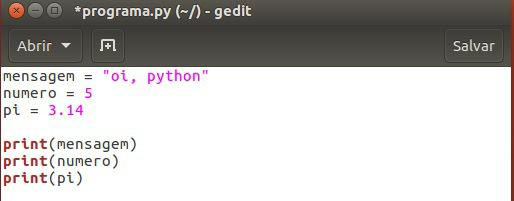 *programa.py (~/) - gedit
Abrir
Salvar
mensagem = "oi, python"
numero = 5
pi = 3.14
print(mensagem)
print(numero)
print(pi)